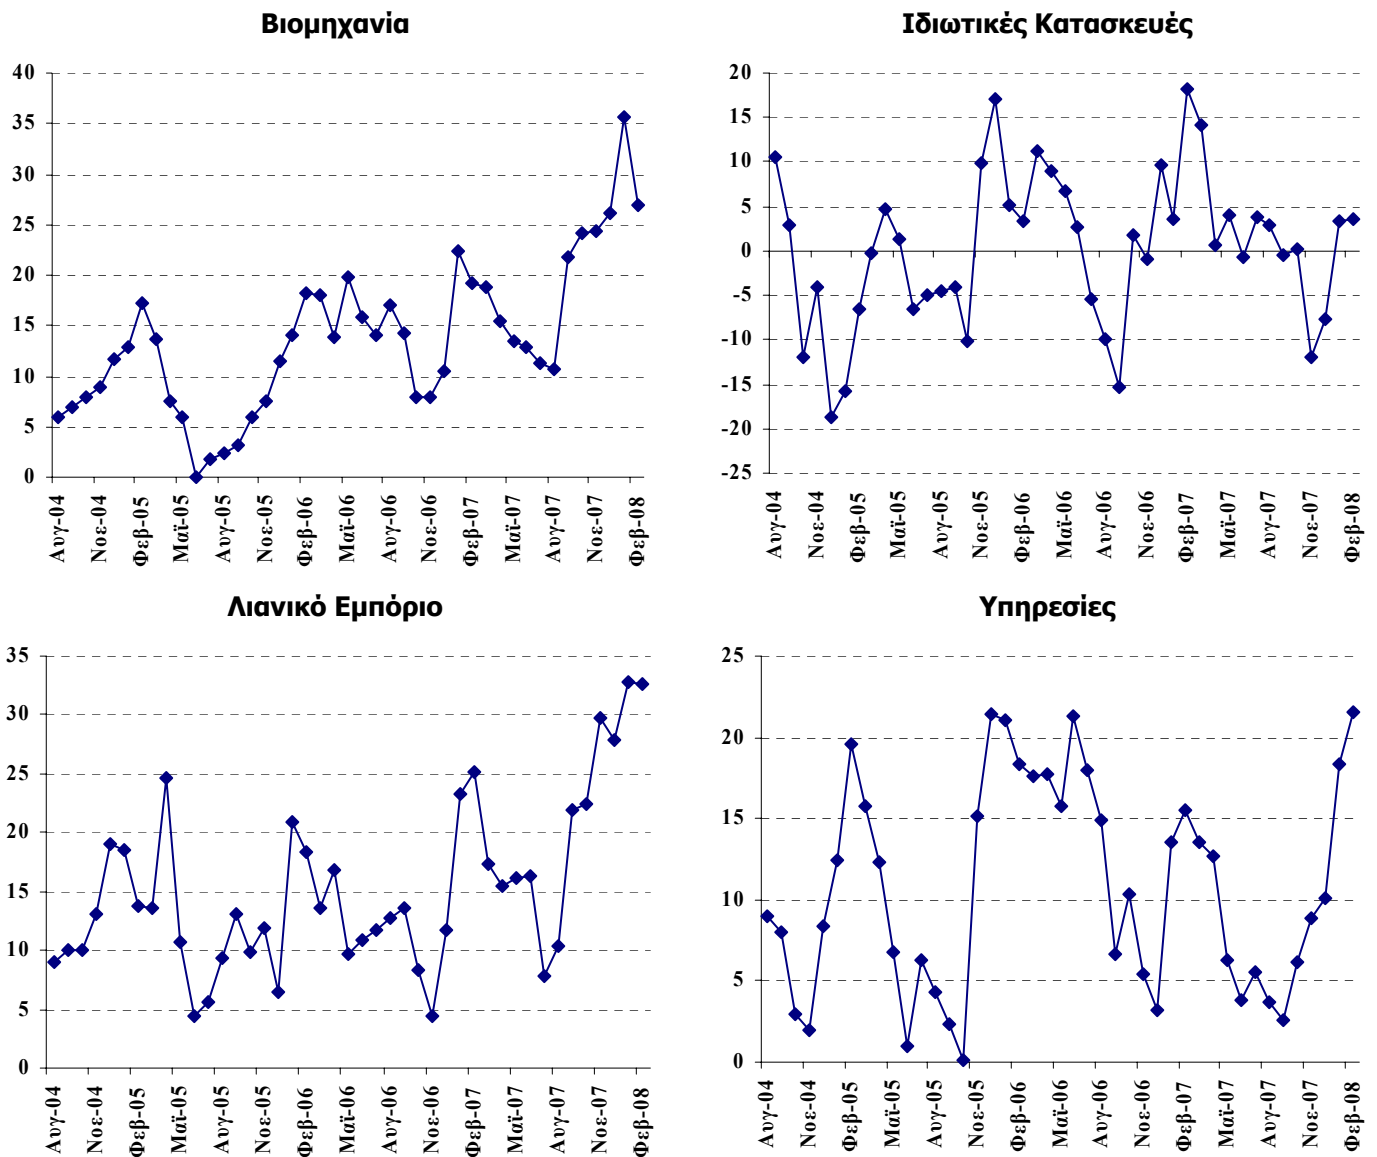 Βιομηχανία
40
35
30
25
20
15
10
5
0
Αυγ-04
Νοε-04
Φεβ-05
Μαϊ-05
Αυγ-05
Νοε-05
Φεβ-06
Μαϊ-06
Αυγ-06
Νοε-06
Φεβ-07
Μαϊ-07
Αυγ-07
Νοε-07
Φεβ-08
Ιδιωτικές Κατασκευές
20
15
10
5
0
-5
-10
-15
-20
-25
Αυγ-04
Νοε-04
Φεβ-05
Μαϊ-05
Αυγ-05
Νοε-05
Φεβ-06
Μαϊ-06
Αυγ-06
Νοε-06
Φεβ-07
Μαϊ-07
Αυγ-07
Νοε-07
Φεβ-08
Λιανικό Εμπόριο
35
30
25
20
15
10
5
0
Αυγ-04
Νοε-04
Φεβ-05
Μαϊ-05
Αυγ-05
Νοε-05
Φεβ-06
Μαϊ-06
Αυγ-06
Νοε-06
Φεβ-07
Μαϊ-07
Αυγ-07
Νοε-07
Φεβ-08
Υπηρεσίες
25
20
15
10
5
0
Αυγ-04
Νοε-04
Φεβ-05
Μαϊ-05
Αυγ-05
Νοε-05
Φεβ-06
Μαϊ-06
Αυγ-06
Νοε-06
Φεβ-07
Μαϊ-07
Αυγ-07
Νοε-07
Φεβ-08